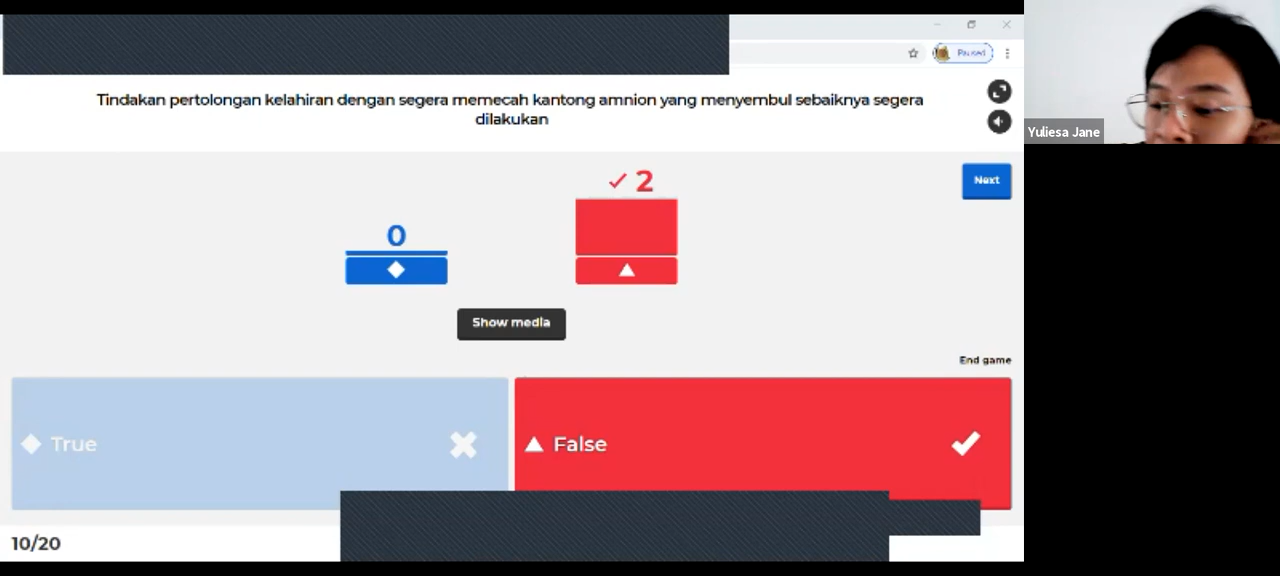 Paused
Tindakan pertolongan kelahiran dengan segera memecah kantong amnion yang menyembul sebaiknya segera
dilakukan
Yuliesa Jane
Next
2
0
Show media
End game
True
False
10/20